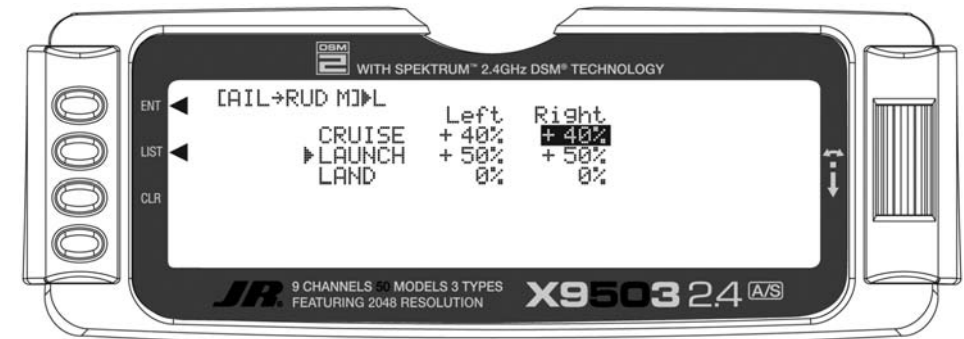 DSM
2 WITH SPEKTRUM™ 2.4GHz DSM® TECHNOLOGY
ENT
LIST
CLR
[AIL→RUD M]▶L
Left Right
CRUISE + 40% + 40%
▶LAUNCH + 50% + 50%
LAND 0% 0%
JR. 9 CHANNELS 50 MODELS 3 TYPES
FEATURING 2048 RESOLUTION
X9503 2.4 A/S